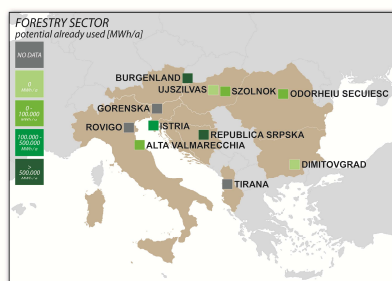 FORESTRY SECTOR
potential already used [MWh/a]
NO DATA
0
MWh/a
0 -
100.000
MWh/a
100.000 -
500.000
MWh/a
>
500.000
MWh/a
BURGENLAND
UJSZILVAS
SZOLNOK
ODORHEIU SECUIESC
GORENSKA
ROVIGO
ISTRIA
REPUBLICA SRPSKA
ALTA VALMARECCHIA
DIMITOVGRAD
TIRANA